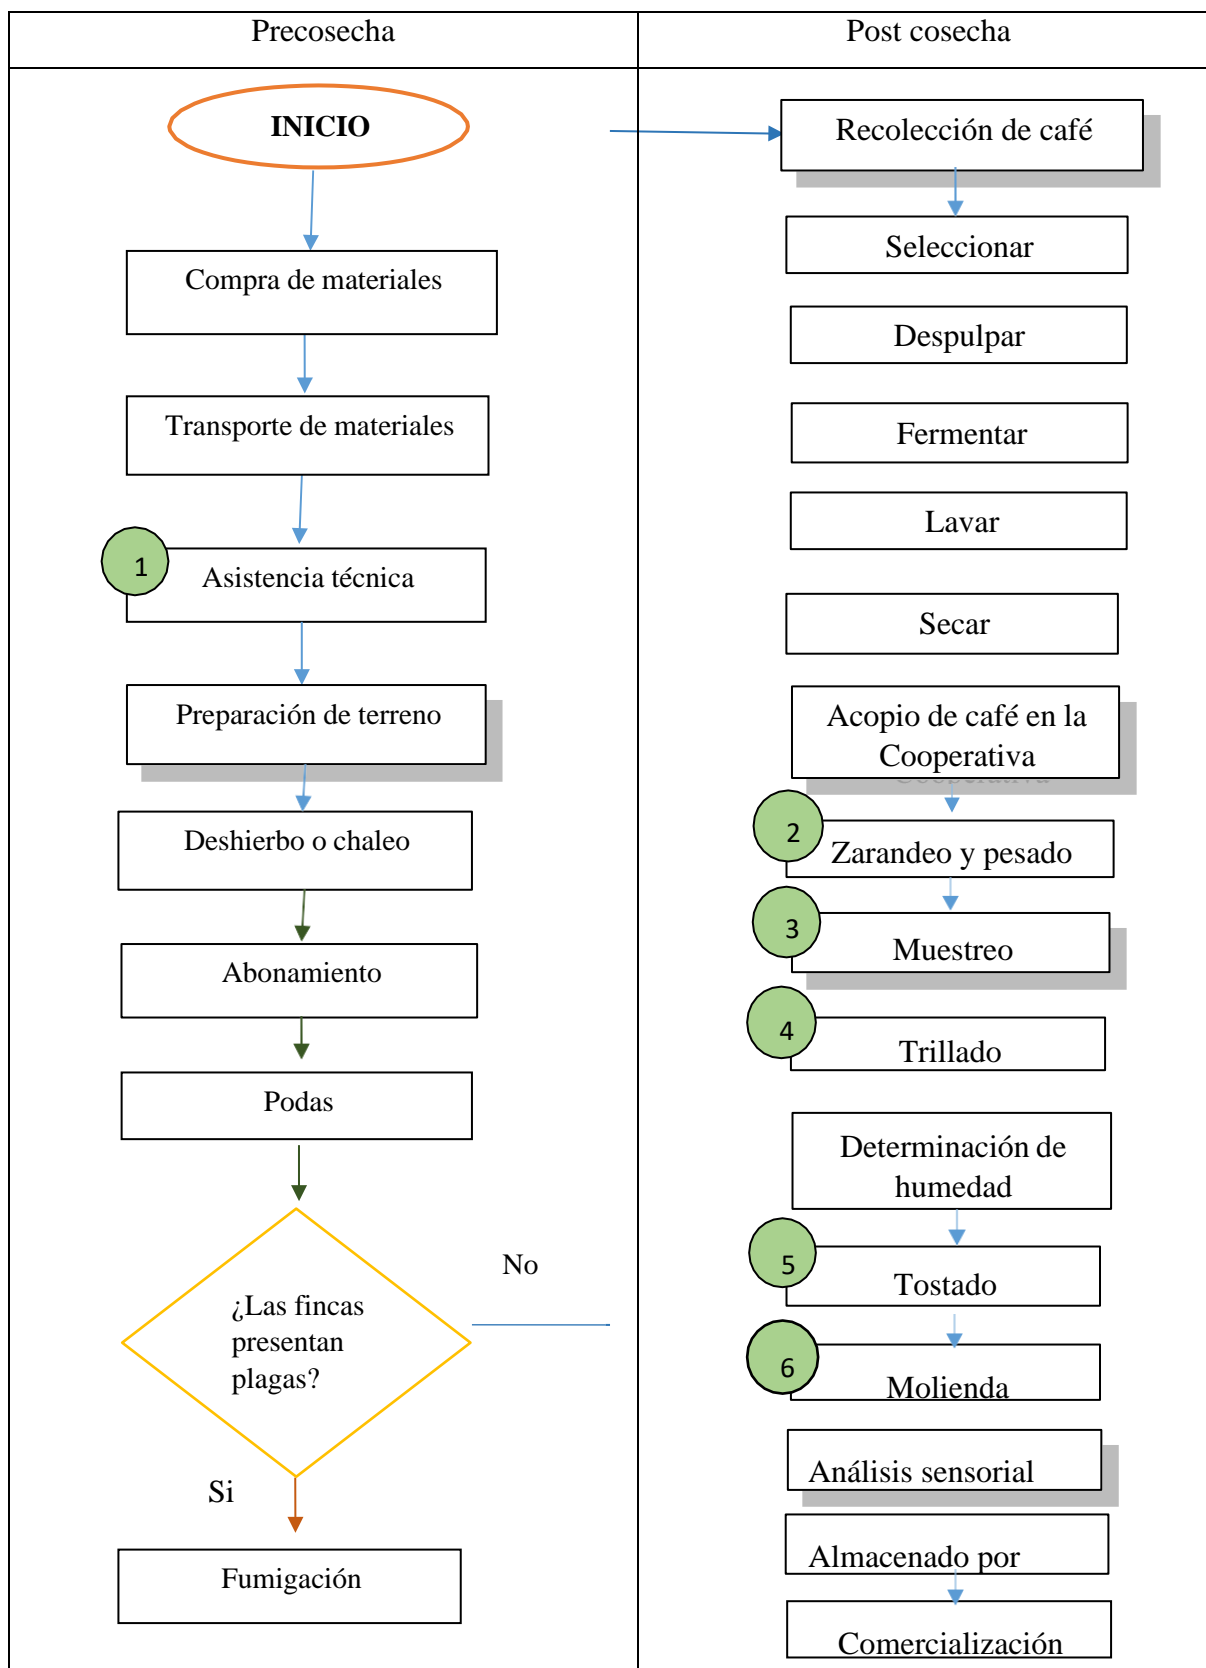 Precosecha
Post cosecha
INICIO
Compra de materiales
Transporte de materiales
1
Asistencia técnica
Preparación de terreno
Deshierbo o chaleo
Abonamiento
Podas
¿Las fincas
presentan
plagas?
No
Si
Fumigación
Recolección de café
Seleccionar
Despulpar
Fermentar
Lavar
Secar
Acopio de café en la
Cooperativa
2
Zarandeo y pesado
3
Muestreo
4
Trillado
Determinación de
humedad
5
Tostado
6
Molienda
Análisis sensorial
Almacenado por
Comercialización